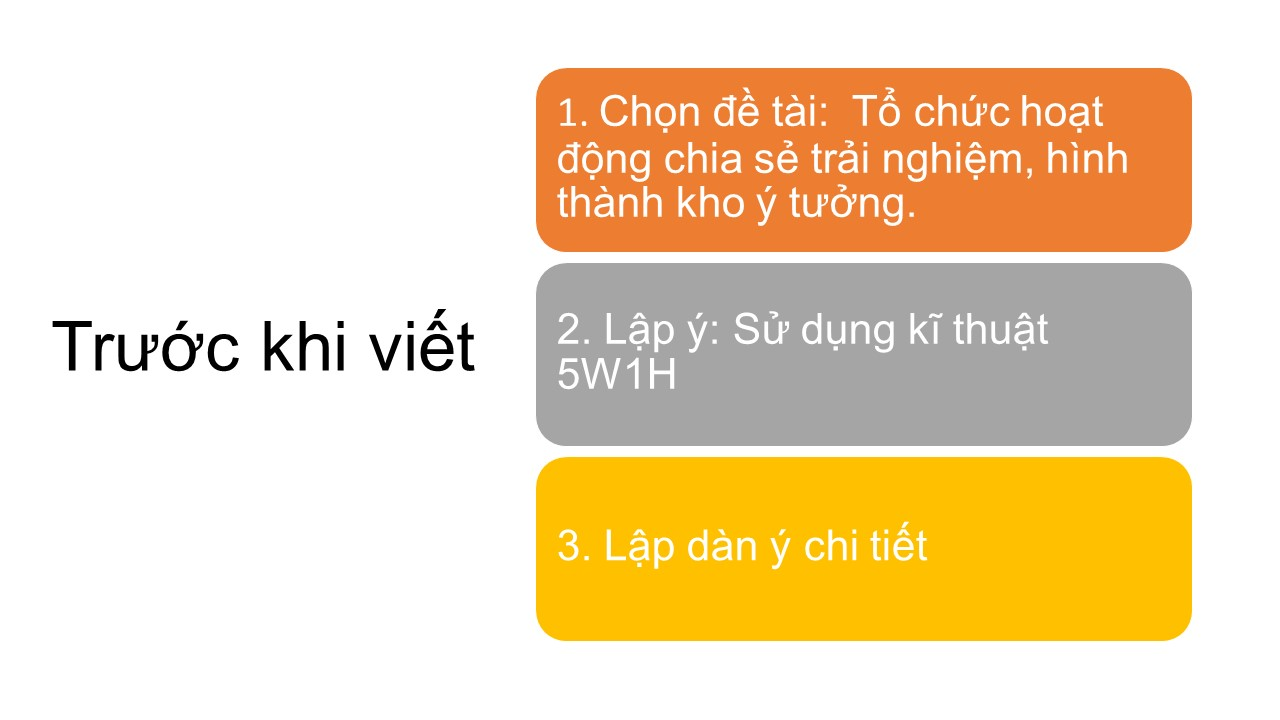 Trước khi viết
1. Chọn đề tài:  Tổ chức hoạt
động chia sẻ trải nghiệm, hình
thành kho ý tưởng.
2. Lập ý: Sử dụng kĩ thuật
5W1H
3. Lập dàn ý chi tiết